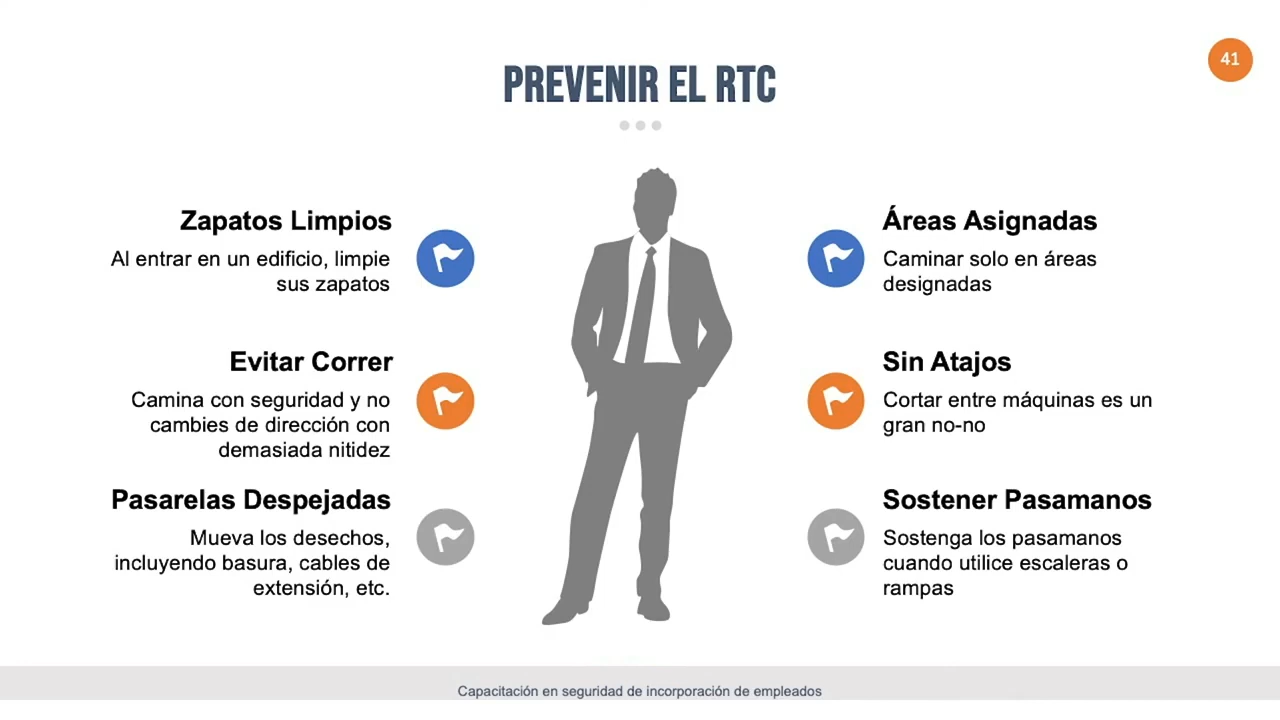 41
PREVENIR EL RTC
Zapatos Limpios
Al entrar en un edificio, limpie
sus zapatos
Evitar Correr
Camina con seguridad y no
cambies de dirección con
demasiada nitidez
Pasarelas Despejadas
Mueva los desechos,
incluyendo basura, cables de
extensión, etc.
Áreas Asignadas
Caminar solo en áreas
designadas
Sin Atajos
Cortar entre máquinas es un
gran no-no
Sostener Pasamanos
Sostenga los pasamanos
cuando utilice escaleras o
rampas
Capacitación en seguridad de incorporación de empleados